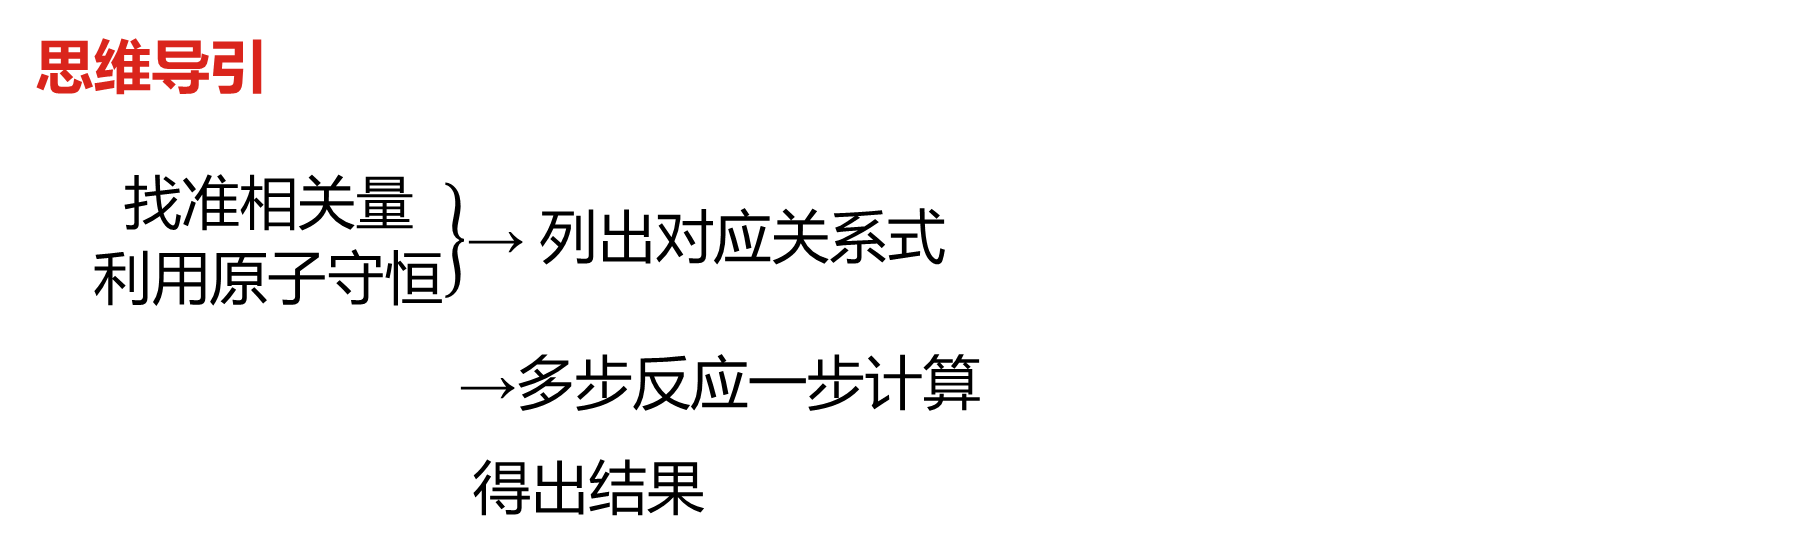 思维导引
找准相关量
利用原子守恒
}→列出对应关系式
→多步反应一步计算
得出结果